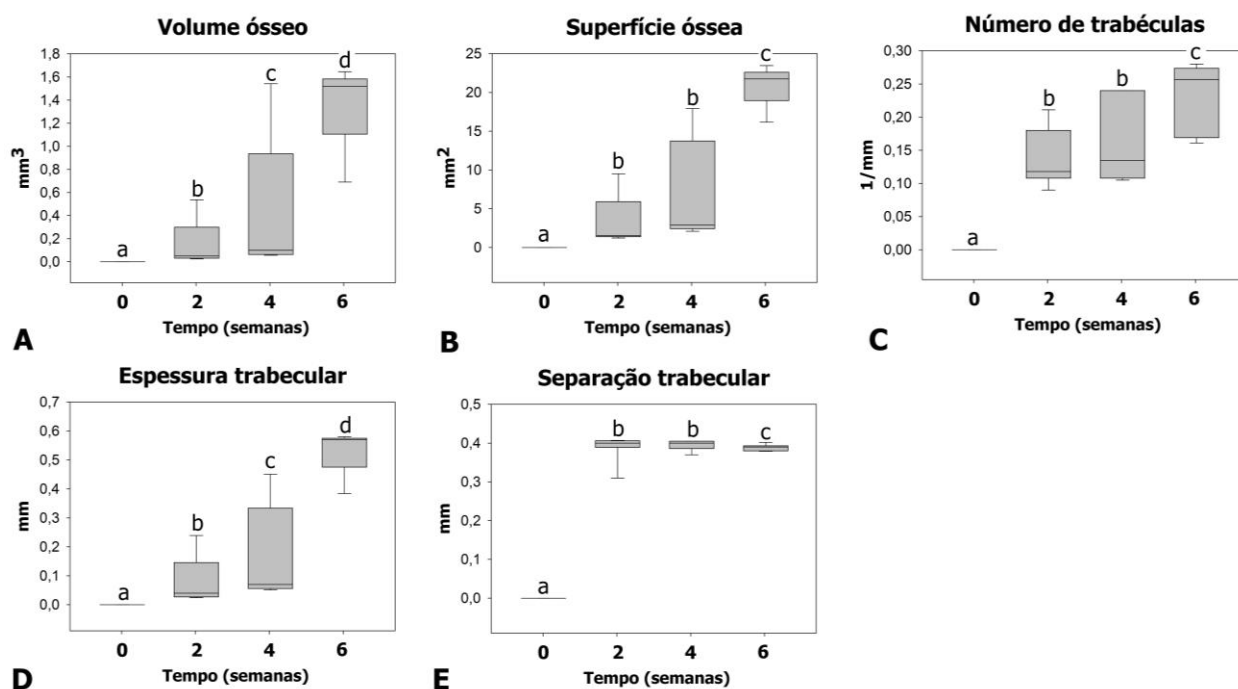 Volume ósseo
1,8
1,6
1,4
1,2
1,0
0,8
0,6
0,4
0,2
0,0
mm³
a
b
c
d
0 2 4 6
Tempo (semanas)
A
Superfície óssea
25
20
15
10
5
0
mm²
a
b
b
c
0 2 4 6
Tempo (semanas)
B
Número de trabéculas
0,30
0,25
0,20
0,15
0,10
0,05
0,00
1/mm
a
b
b
c
0 2 4 6
Tempo (semanas)
C
Espessura trabecular
0,7
0,6
0,5
0,4
0,3
0,2
0,1
0,0
mm
a
b
c
d
0 2 4 6
Tempo (semanas)
D
Separação trabecular
0,5
0,4
0,3
0,2
0,1
0,0
mm
a
b
b
c
0 2 4 6
Tempo (semanas)
E